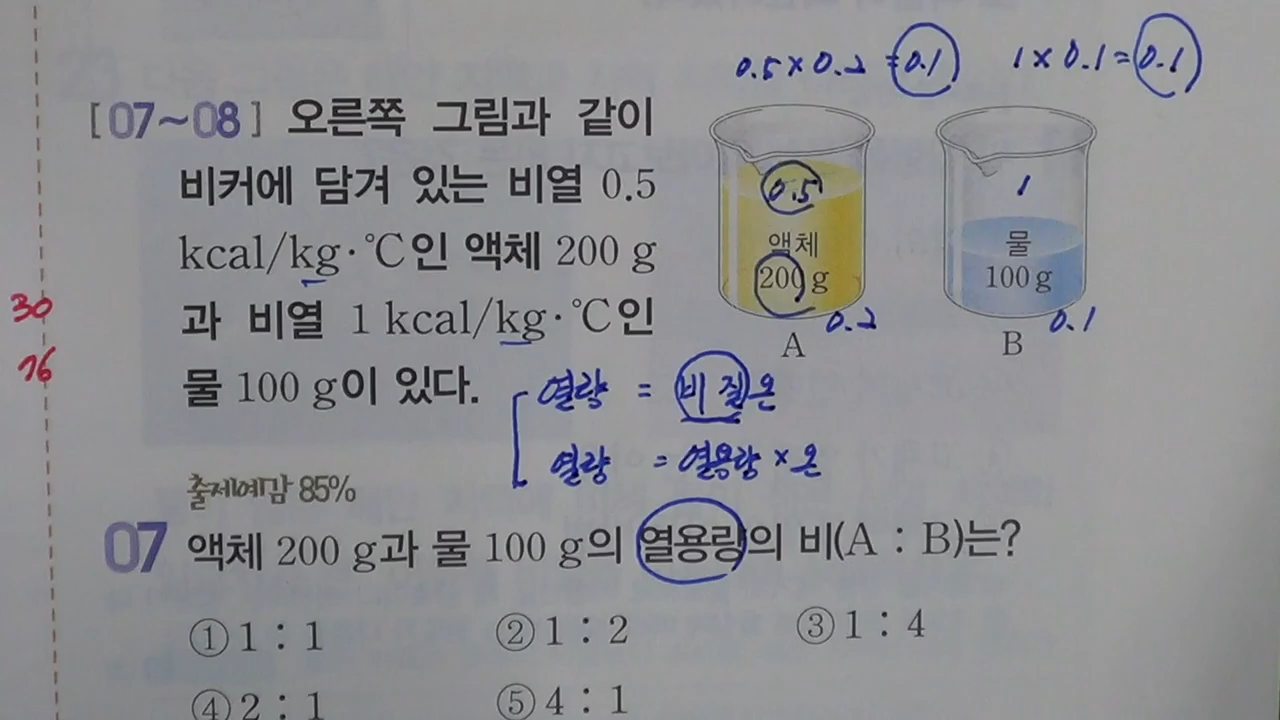 0.5×0.2=0.1
1×0.1=0.1
[07~08] 오른쪽 그림과 같이
비커에 담겨 있는 비열 0.5
kcal/kg·℃인 액체 200 g
과 비열 1 kcal/kg·℃인
물 100 g이 있다.
0.5
액체
200 g
0.2
A
1
물
100 g
0.1
B
30
76
열량 = 비 질 온
열량 = 열용량 × 온
출제예감 85%
07 액체 200 g과 물 100 g의 열용량의 비(A : B)는?
① 1 : 1 ② 1 : 2 ③ 1 : 4
④ 2 : 1 ⑤ 4 : 1